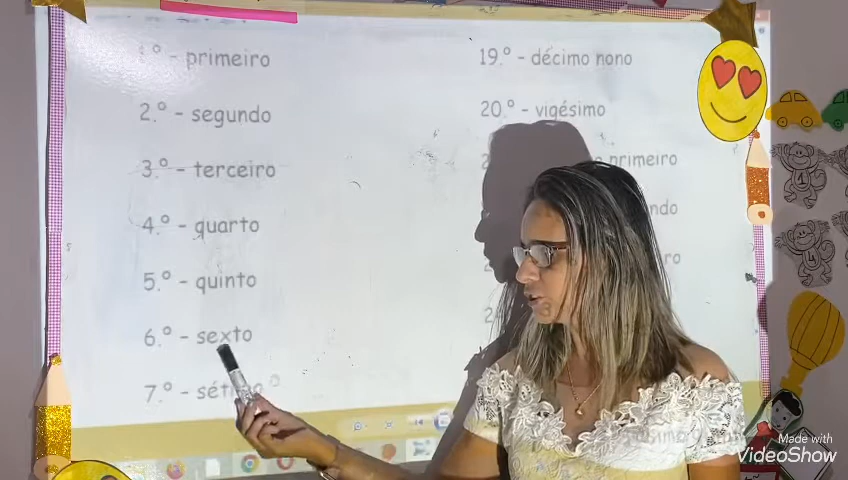 1.º - primeiro
2.º - segundo
3.º - terceiro
4.º - quarto
5.º - quinto
6.º - sexto
7.º -
19.º - décimo nono
20.º - vigésimo
primeiro
Made with
VideoShow